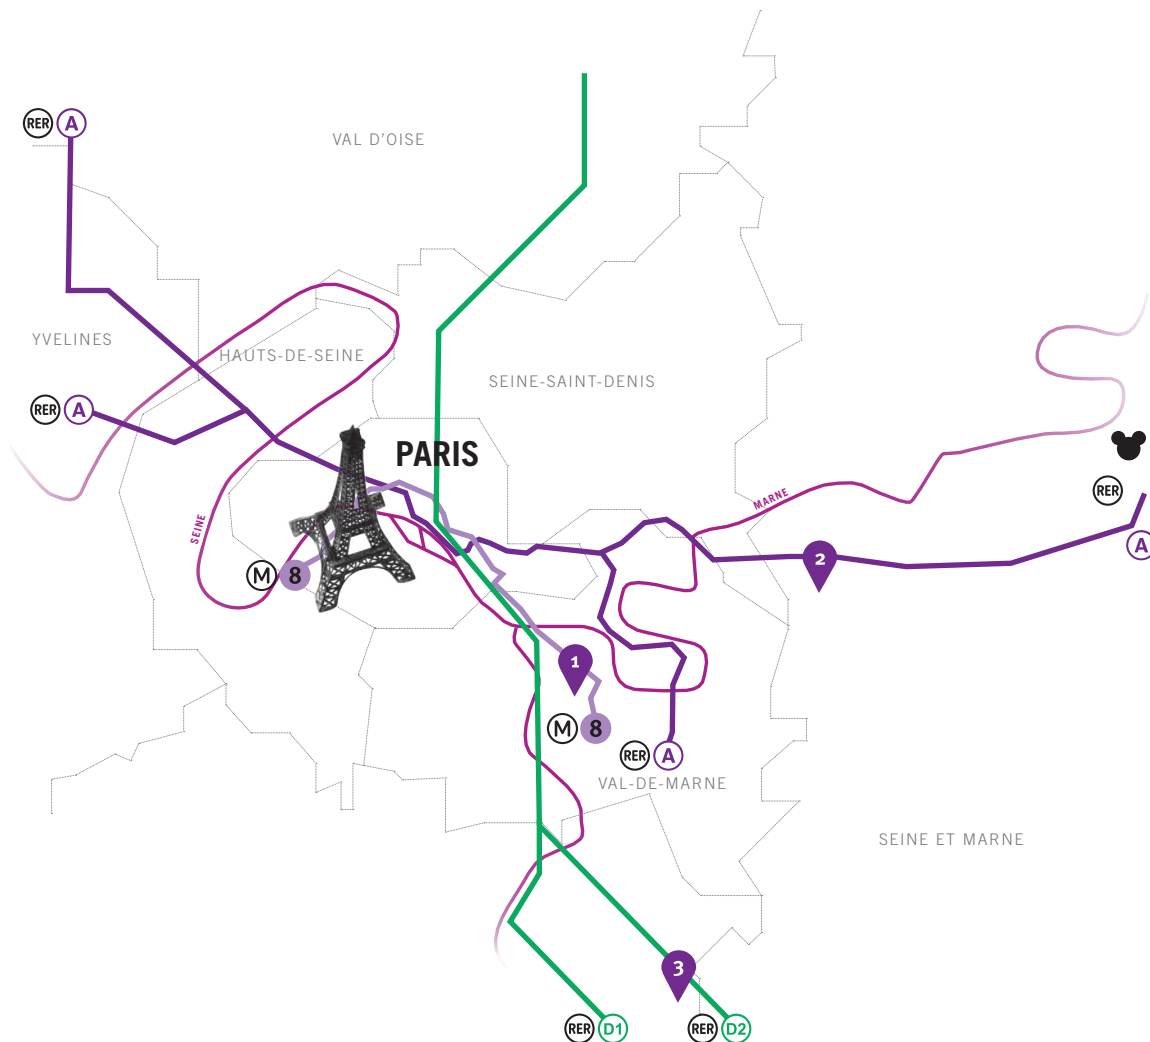 RER A
VAL D'OISE
YVELINES
HAUTS-DE-SEINE
SEINE-SAINT-DENIS
RER A
PARIS
RER
MARNE
SEINE
A
2
M 8
1
M 8
RER A
VAL-DE-MARNE
SEINE ET MARNE
3
RER D1
RER D2